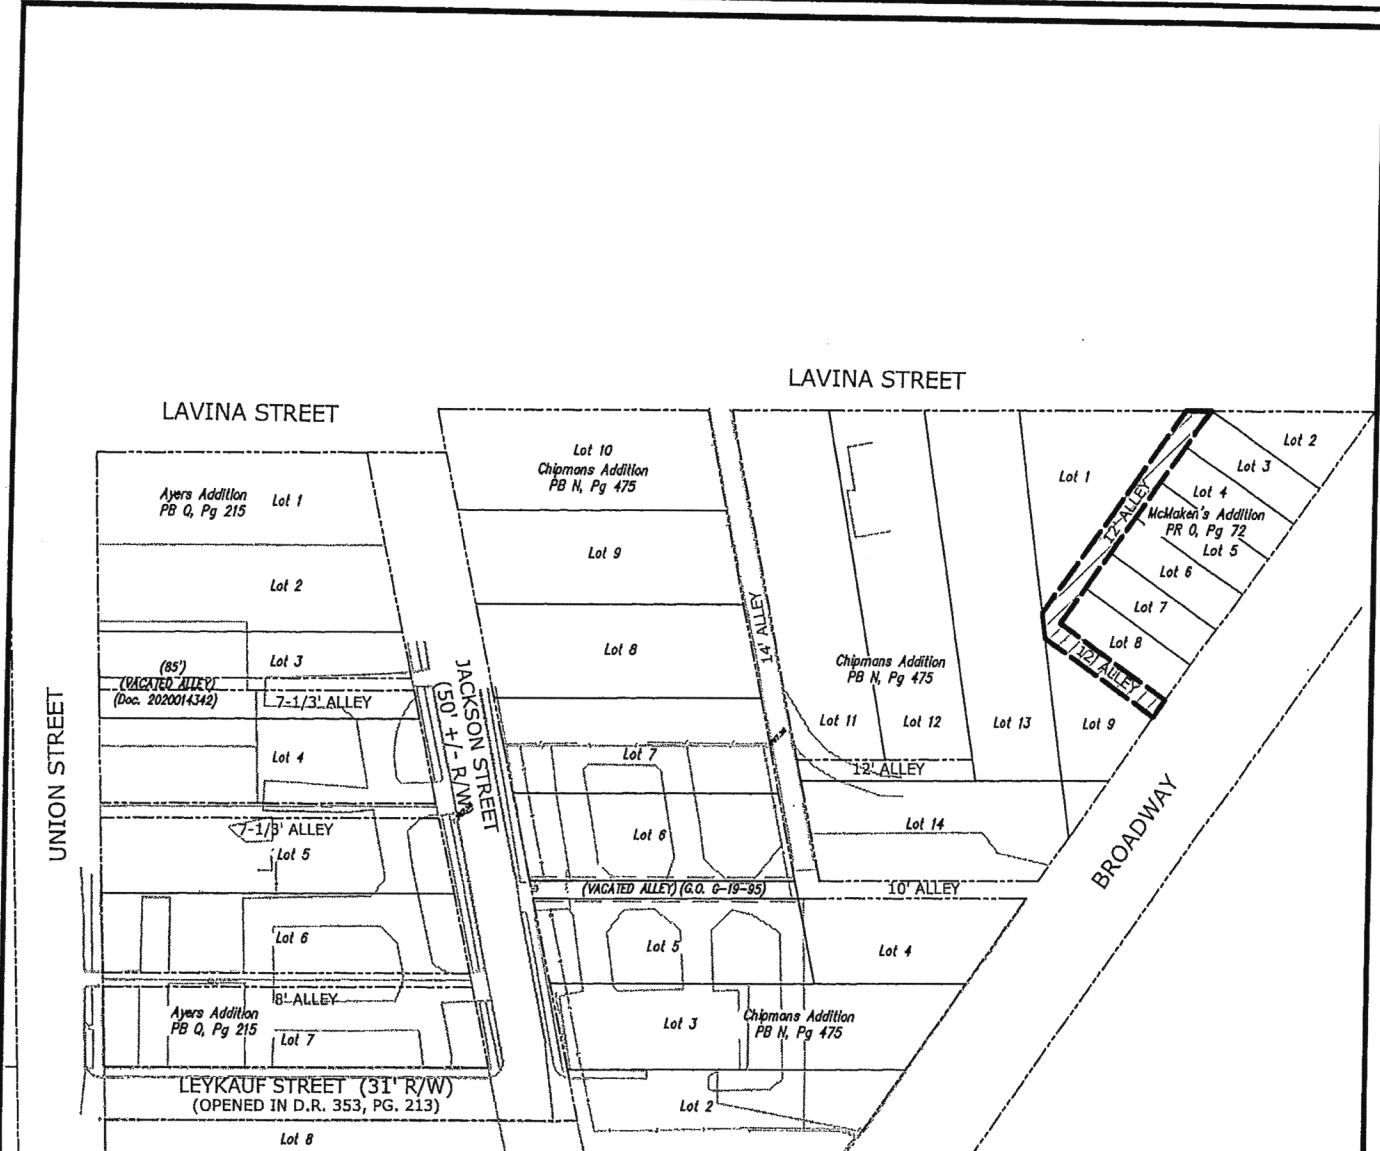 LAVINA STREET
LAVINA STREET
Lot 10
Chipmans Addition
PB N, Pg 475
Ayers Addition
PB Q, Pg 215
Lot 1
Lot 9
Lot 2
Lot 8
Lot 3
(85')
(VACATED ALLEY)
(Doc. 2020014342)
7-1/3' ALLEY
Lot 4
UNION STREET
JACKSON STREET
(50' +/- R/W)
7-1/3' ALLEY
Lot 5
Lot 6
8' ALLEY
Ayers Addition
PB Q, Pg 215
Lot 7
LEYKAUF STREET (31' R/W)
(OPENED IN D.R. 353, PG. 213)
Lot 8
Lot 7
Lot 6
(VACATED ALLEY) (G.O. G-19-95)
Lot 5
Lot 3
Chipmans Addition
PB N, Pg 475
Lot 2
14' ALLEY
Chipmans Addition
PB N, Pg 475
Lot 11
Lot 12
Lot 13
Lot 9
12' ALLEY
Lot 14
10' ALLEY
Lot 4
Lot 1
12' ALLEY
Lot 2
Lot 3
Lot 4
McMaken's Addition
PR O, Pg 72
Lot 5
Lot 6
Lot 7
Lot 8
12' ALLEY
BROADWAY